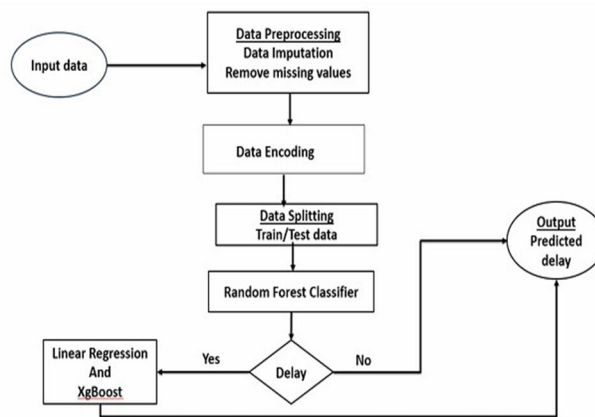 Input data
Data Preprocessing
Data Imputation
Remove missing values
Data Encoding
Data Splitting
Train/Test data
Random Forest Classifier
Delay
Yes
No
Linear Regression
And
XgBoost
Output
Predicted
delay